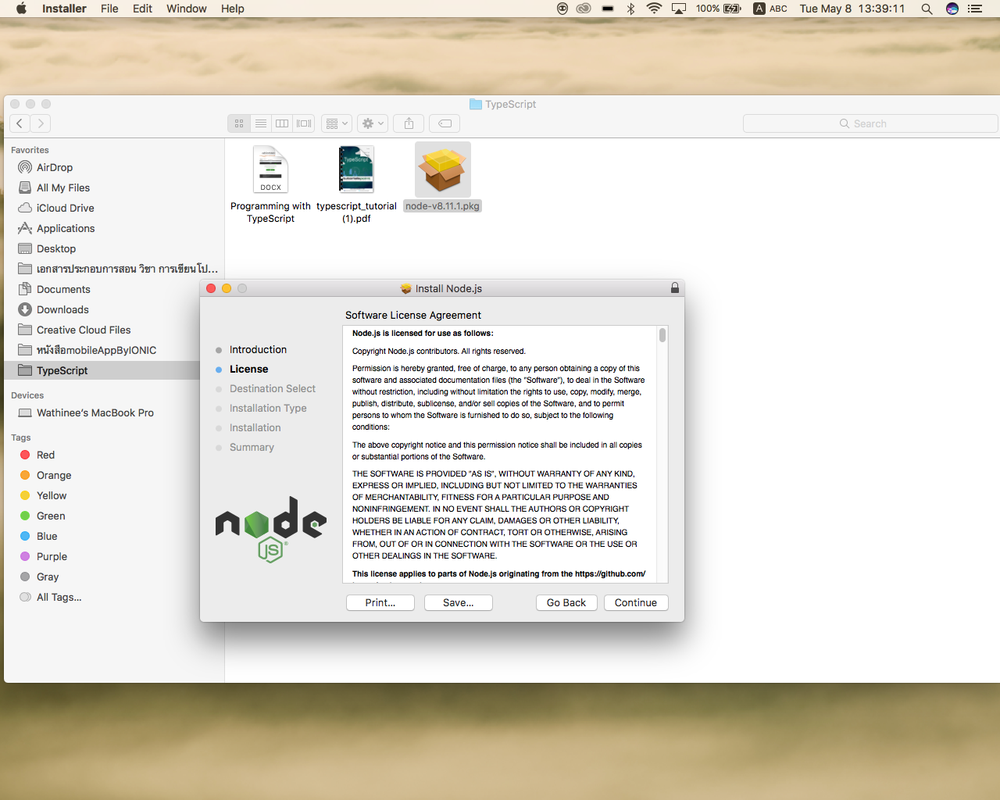 Installer File Edit Window Help 100% A ABC Tue May 8 13:39:11
TypeScript
Search
Favorites
AirDrop
All My Files
iCloud Drive
Applications
Desktop
เอกสารประกอบการสอน วิชา การเขียนโป...
Documents
Downloads
Creative Cloud Files
หนังสือmobileAppByIONIC
TypeScript
Devices
Wathinee's MacBook Pro
Tags
Red
Orange
Yellow
Green
Blue
Purple
Gray
All Tags...
DOCX
Programming with
TypeScript
TypeScript
typescript_tutorial
(1).pdf
node-v8.11.1.pkg
Install Node.js
Introduction
License
Destination Select
Installation Type
Installation
Summary
node
JS
Software License Agreement
Node.js is licensed for use as follows:
Copyright Node.js contributors. All rights reserved.
Permission is hereby granted, free of charge, to any person obtaining a copy of this
software and associated documentation files (the "Software"), to deal in the Software
without restriction, including without limitation the rights to use, copy, modify, merge,
publish, distribute, sublicense, and/or sell copies of the Software, and to permit
persons to whom the Software is furnished to do so, subject to the following
conditions:
The above copyright notice and this permission notice shall be included in all copies
or substantial portions of the Software.
THE SOFTWARE IS PROVIDED "AS IS", WITHOUT WARRANTY OF ANY KIND,
EXPRESS OR IMPLIED, INCLUDING BUT NOT LIMITED TO THE WARRANTIES
OF MERCHANTABILITY, FITNESS FOR A PARTICULAR PURPOSE AND
NONINFRINGEMENT. IN NO EVENT SHALL THE AUTHORS OR COPYRIGHT
HOLDERS BE LIABLE FOR ANY CLAIM, DAMAGES OR OTHER LIABILITY,
WHETHER IN AN ACTION OF CONTRACT, TORT OR OTHERWISE, ARISING
FROM, OUT OF OR IN CONNECTION WITH THE SOFTWARE OR THE USE OR
OTHER DEALINGS IN THE SOFTWARE.
This license applies to parts of Node.js originating from the https://github.com/
Print... Save... Go Back Continue